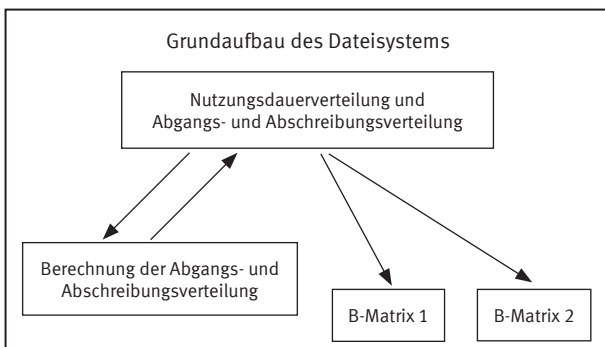 Grundaufbau des Dateisystems
Nutzungsdauerverteilung und
Abgangs- und Abschreibungsverteilung
Berechnung der Abgangs- und
Abschreibungsverteilung
B-Matrix 1
B-Matrix 2